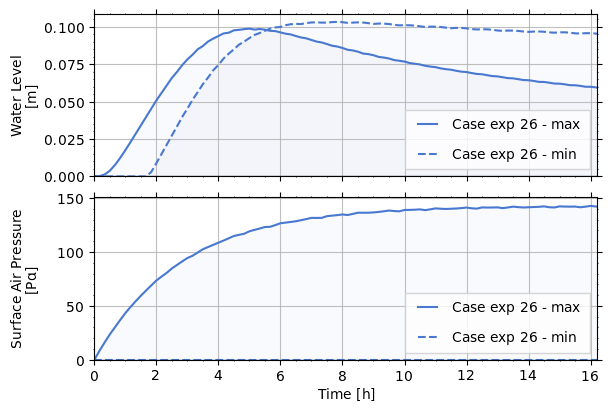 0.100
0.075
0.050
0.025
0.000
Water Level
[m]
Case exp 26 - max
Case exp 26 - min
150
100
50
0
Surface Air Pressure
[Pa]
Case exp 26 - max
Case exp 26 - min
0 2 4 6 8 10 12 14 16
Time [h]